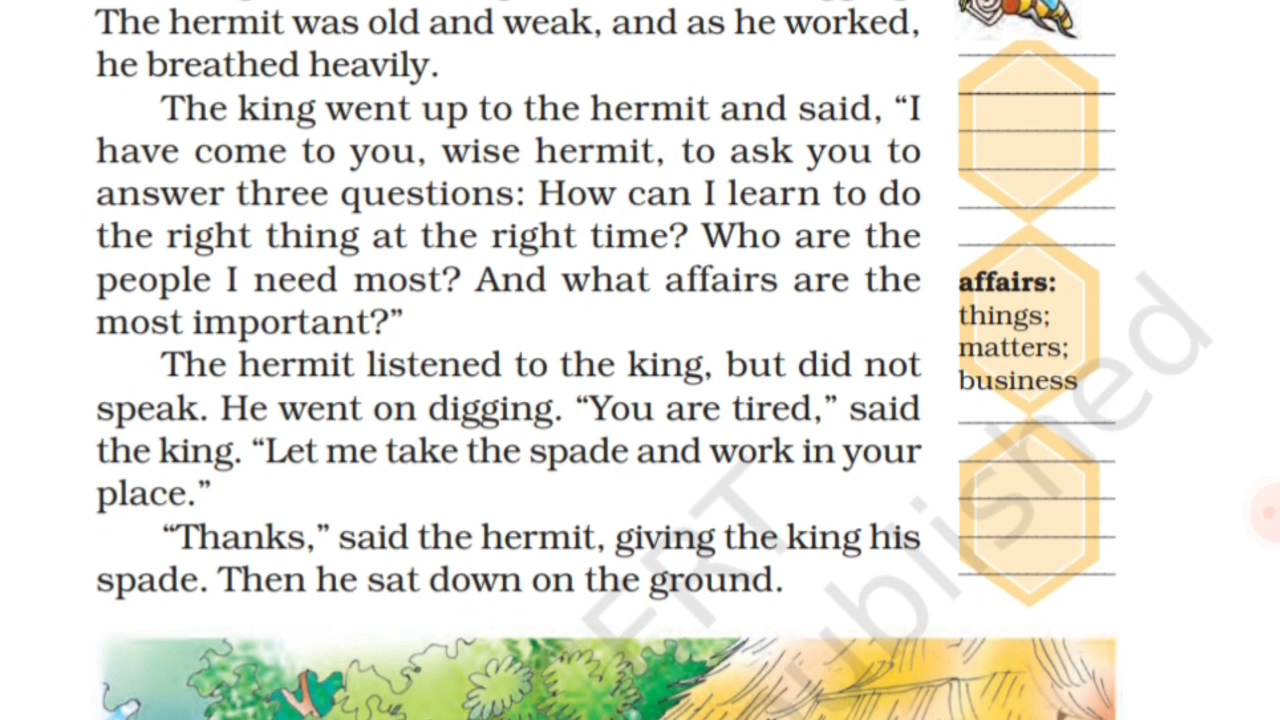 The hermit was old and weak, and as he worked,
he breathed heavily.
The king went up to the hermit and said, “I
have come to you, wise hermit, to ask you to
answer three questions: How can I learn to do
the right thing at the right time? Who are the
people I need most? And what affairs are the
most important?”
The hermit listened to the king, but did not
speak. He went on digging. “You are tired,” said
the king. “Let me take the spade and work in your
place.”
“Thanks,” said the hermit, giving the king his
spade. Then he sat down on the ground.
affairs:
things;
matters;
business
ERT
ublished